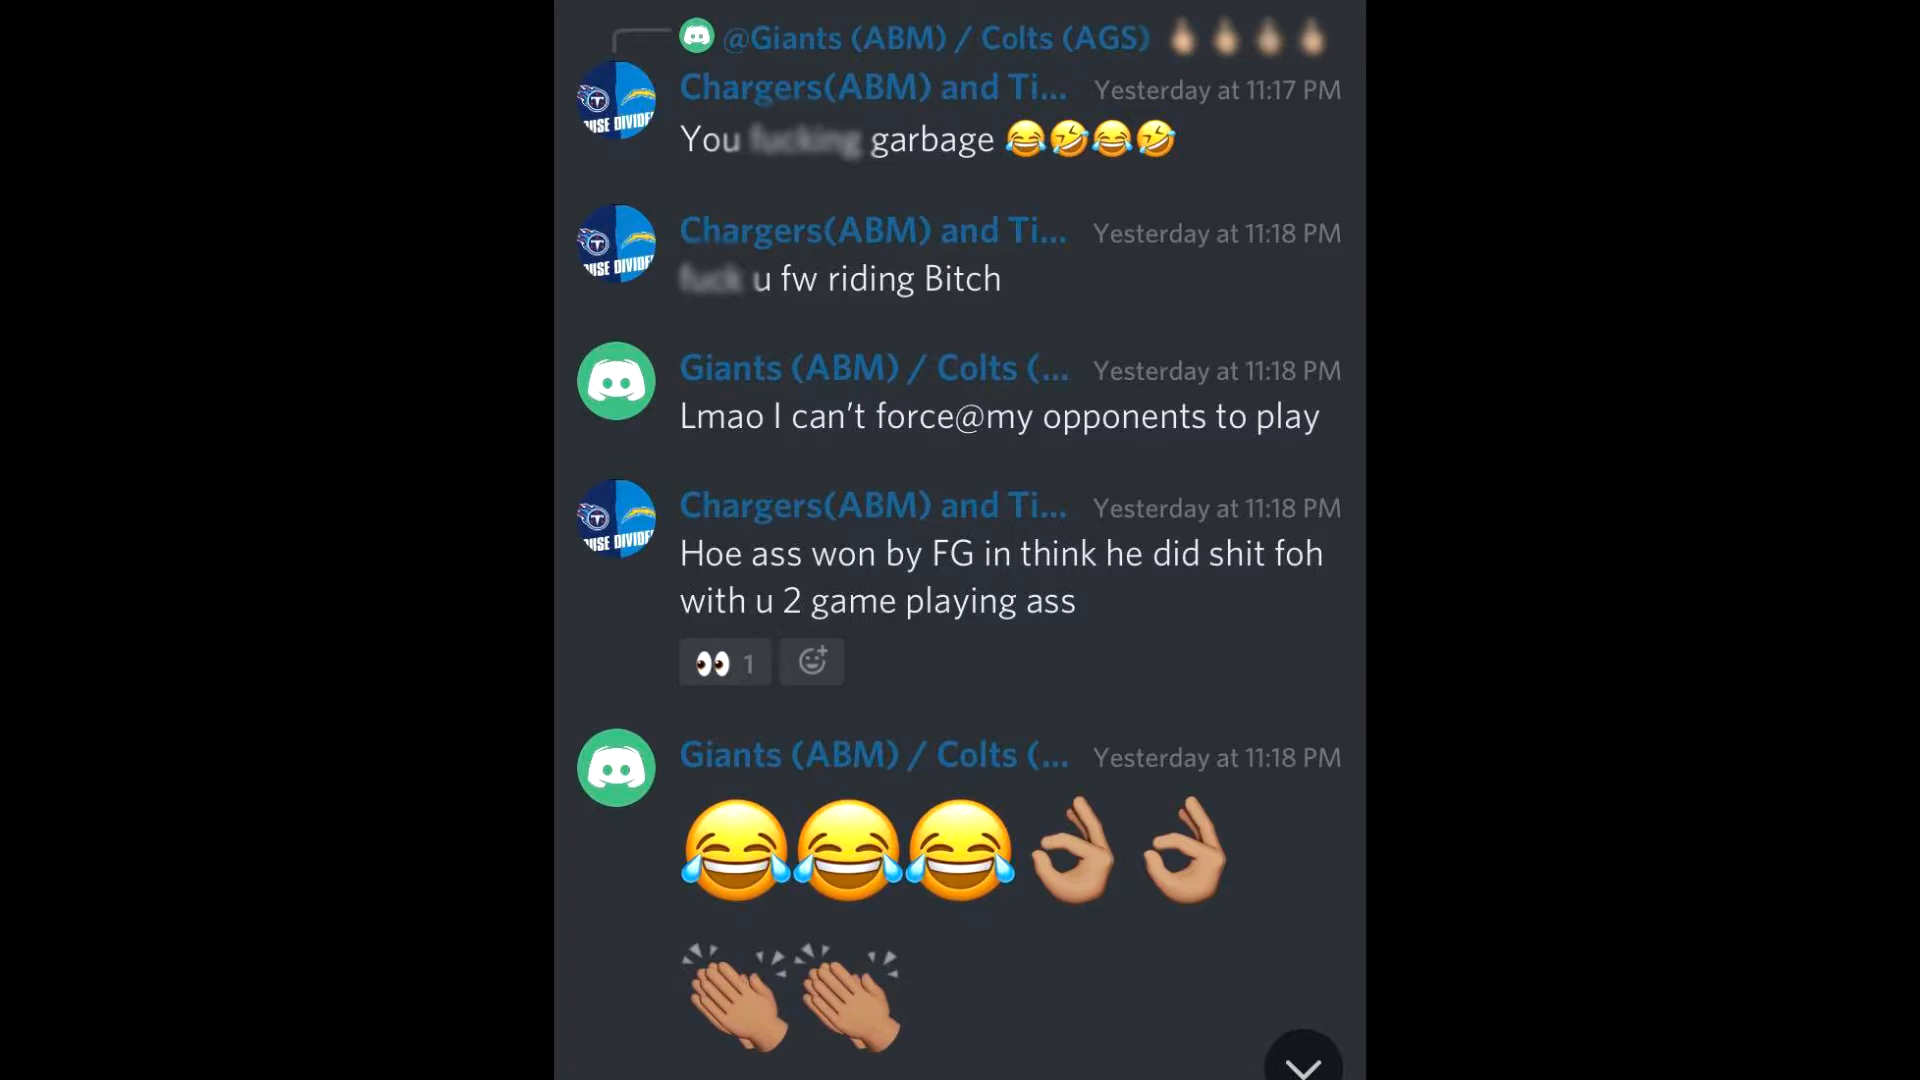 @Giants (ABM) / Colts (AGS)
Chargers(ABM) and Ti... Yesterday at 11:17 PM
You fucking garbage 😂🤣😂🤣
Chargers(ABM) and Ti... Yesterday at 11:18 PM
fuck u fw riding Bitch
Giants (ABM) / Colts (... Yesterday at 11:18 PM
Lmao I can’t force@my opponents to play
Chargers(ABM) and Ti... Yesterday at 11:18 PM
Hoe ass won by FG in think he did shit foh
with u 2 game playing ass
👀 1
Giants (ABM) / Colts (... Yesterday at 11:18 PM
😂😂😂👌🏽👌🏽
👏🏽👏🏽